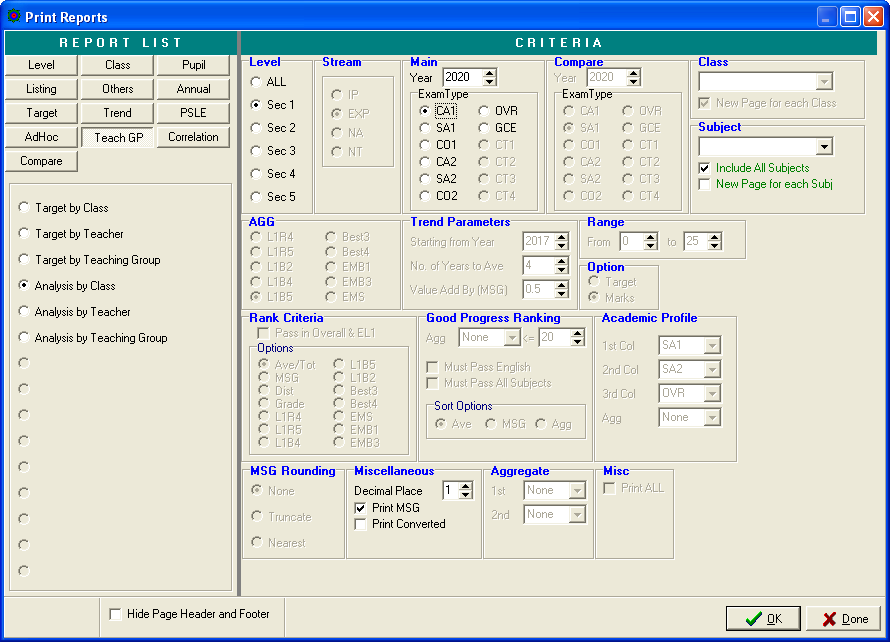 Print Reports
REPORT LIST
CRITERIA
Level Class Pupil
Listing Others Annual
Target Trend PSLE
AdHoc Teach GP Correlation
Compare
Target by Class
Target by Teacher
Target by Teaching Group
Analysis by Class
Analysis by Teacher
Analysis by Teaching Group
Level
ALL
Sec 1
Sec 2
Sec 3
Sec 4
Sec 5
Stream
IP
EXP
NA
NT
Main
Year 2020
ExamType
CA1 OVR
SA1 GCE
CO1 CT1
CA2 CT2
SA2 CT3
CO2 CT4
Compare
Year 2020
ExamType
CA1 OVR
SA1 GCE
CO1 CT1
CA2 CT2
SA2 CT3
CO2 CT4
Class
New Page for each Class
Subject
Include All Subjects
New Page for each Subj
AGG
L1R4 Best3
L1R5 Best4
L1B2 EMB1
L1B4 EMB3
L1B5 EMS
Trend Parameters
Starting from Year 2017
No. of Years to Ave 4
Value Add By (MSG) 0.5
Range
From 0 to 25
Option
Target
Marks
Rank Criteria
Pass in Overall & EL1
Options
Ave/Tot L1B5
MSG L1B2
Dist Best3
Grade Best4
L1R4 EMS
L1R5 EMB1
L1B4 EMB3
Good Progress Ranking
Agg None <= 20
Must Pass English
Must Pass All Subjects
Sort Options
Ave MSG Agg
Academic Profile
1st Col SA1
2nd Col SA2
3rd Col OVR
Agg None
MSG Rounding
None
Truncate
Nearest
Miscellaneous
Decimal Place 1
Print MSG
Print Converted
Aggregate
1st None
2nd None
Misc
Print ALL
Hide Page Header and Footer
OK
Done